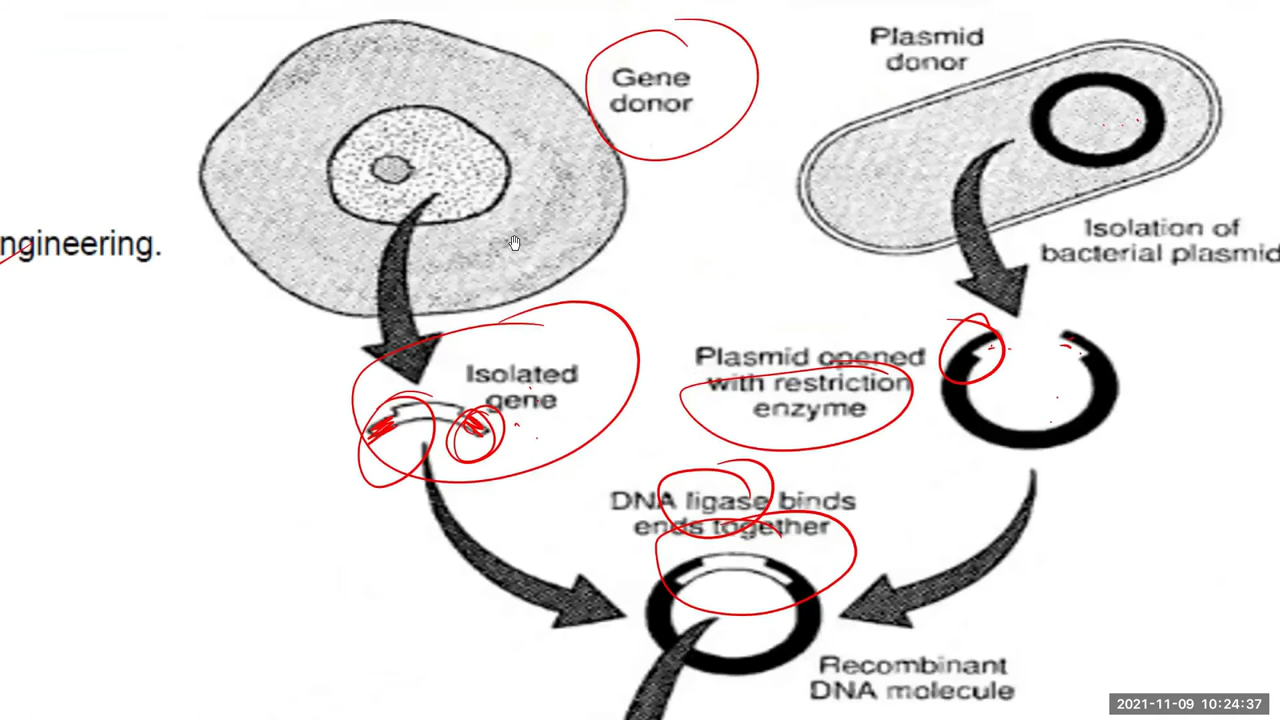 Gene
donor
Plasmid
donor
ngineering.
Isolation of
bacterial plasmid
Isolated
gene
Plasmid opened
with restriction
enzyme
DNA ligase binds
ends together
Recombinant
DNA molecule
2021-11-09 10:24:37